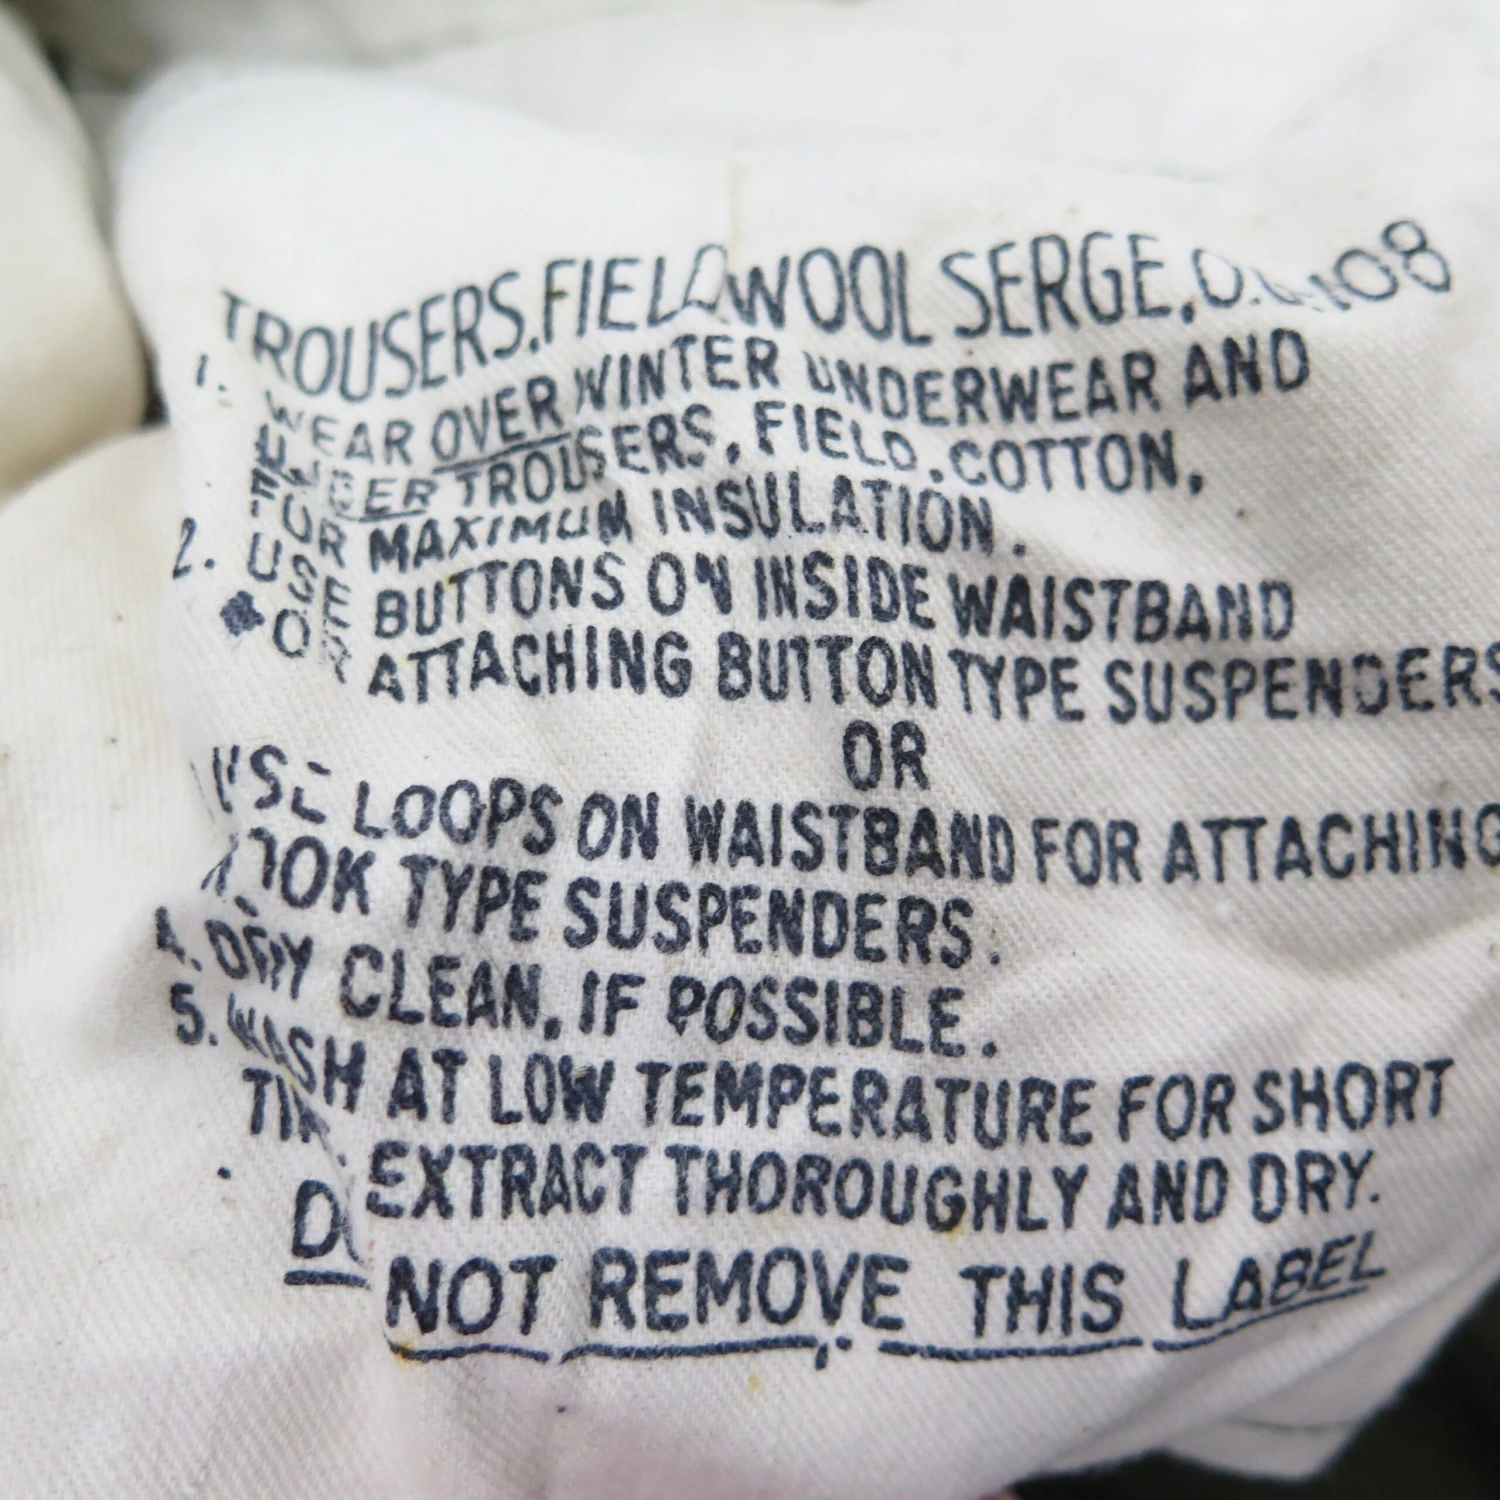 TROUSERS, FIELD, WOOL SERGE, O.G. 108
1. WEAR OVER WINTER UNDERWEAR AND
UNDER TROUSERS, FIELD, COTTON,
FOR MAXIMUM INSULATION.
2. USE BUTTONS ON INSIDE WAISTBAND
FOR ATTACHING BUTTON TYPE SUSPENDERS
OR
USE LOOPS ON WAISTBAND FOR ATTACHING
HOOK TYPE SUSPENDERS.
4. DRY CLEAN, IF POSSIBLE.
5. WASH AT LOW TEMPERATURE FOR SHORT
EXTRACT THOROUGHLY AND DRY.
DO NOT REMOVE THIS LABEL